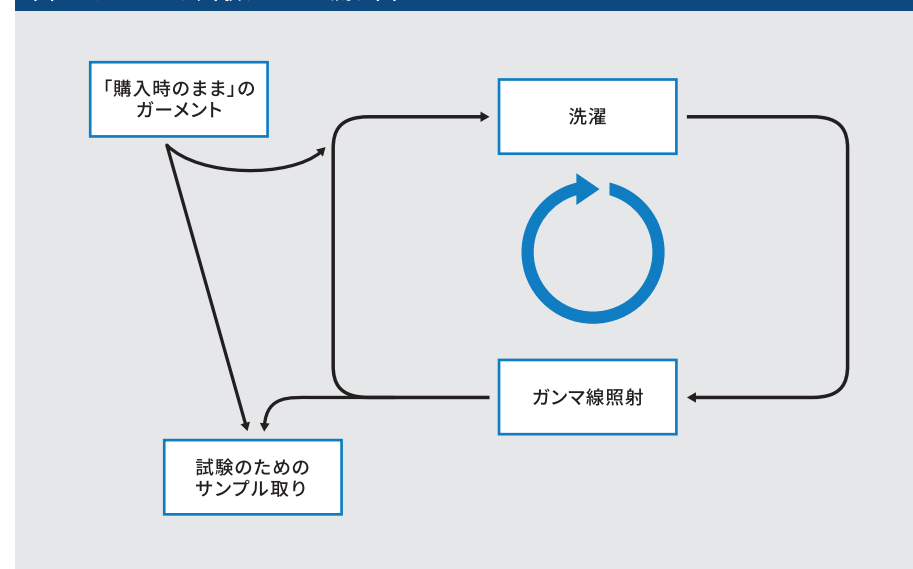 「購入時のまま」の
ガーメント
洗濯
ガンマ線照射
試験のための
サンプル取り